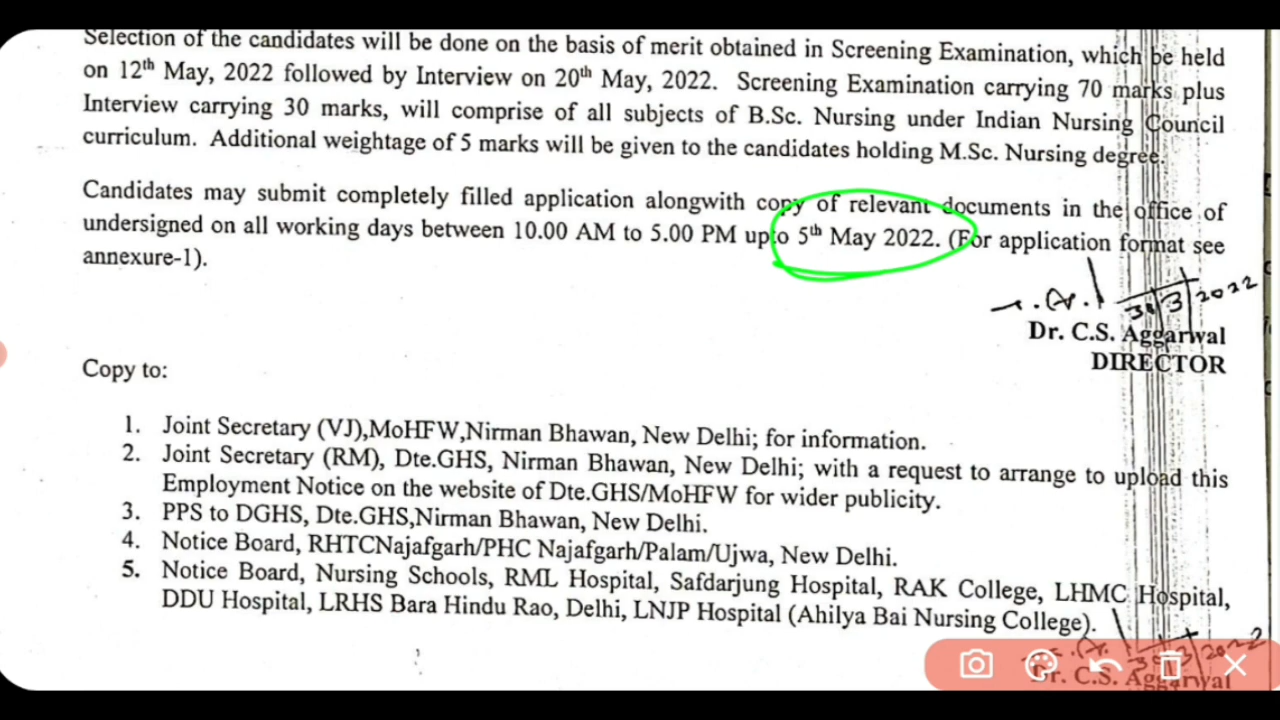 Selection of the candidates will be done on the basis of merit obtained in Screening Examination, which be held
on 12th May, 2022 followed by Interview on 20th May, 2022. Screening Examination carrying 70 marks plus
Interview carrying 30 marks, will comprise of all subjects of B.Sc. Nursing under Indian Nursing Council
curriculum. Additional weightage of 5 marks will be given to the candidates holding M.Sc. Nursing degree.
Candidates may submit completely filled application alongwith copy of relevant documents in the office of
undersigned on all working days between 10.00 AM to 5.00 PM upto 5th May 2022. (For application format see
annexure-1).
30/3/2022
Dr. C.S. Aggarwal
DIRECTOR
Copy to:
1. Joint Secretary (VJ),MoHFW,Nirman Bhawan, New Delhi; for information.
2. Joint Secretary (RM), Dte.GHS, Nirman Bhawan, New Delhi; with a request to arrange to upload this
Employment Notice on the website of Dte.GHS/MoHFW for wider publicity.
3. PPS to DGHS, Dte.GHS,Nirman Bhawan, New Delhi.
4. Notice Board, RHTCNajafgarh/PHC Najafgarh/Palam/Ujwa, New Delhi.
5. Notice Board, Nursing Schools, RML Hospital, Safdarjung Hospital, RAK College, LHMC Hospital,
DDU Hospital, LRHS Bara Hindu Rao, Delhi, LNJP Hospital (Ahilya Bai Nursing College).
30/3/2022
Dr. C.S. Aggarwal